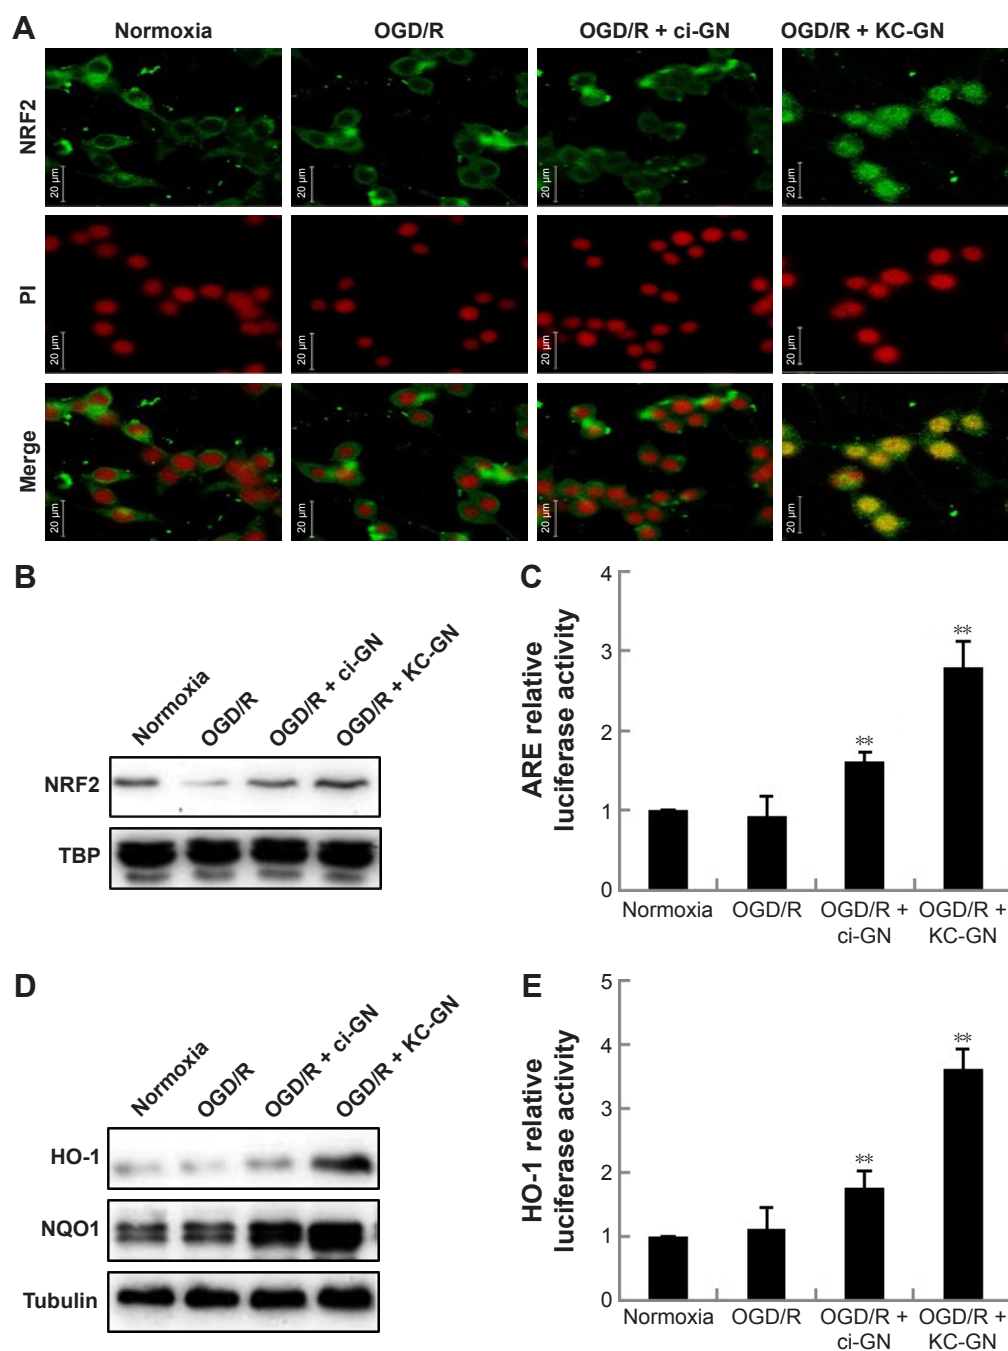 A
Normoxia
OGD/R
OGD/R + ci-GN
OGD/R + KC-GN
NRF2
20 µm
20 µm
20 µm
20 µm
PI
20 µm
20 µm
20 µm
20 µm
Merge
20 µm
20 µm
20 µm
20 µm
B
Normoxia
OGD/R
OGD/R + ci-GN
OGD/R + KC-GN
NRF2
TBP
C
ARE relative
luciferase activity
4
3
2
1
0
**
**
Normoxia
OGD/R
OGD/R +
ci-GN
OGD/R +
KC-GN
D
Normoxia
OGD/R
OGD/R + ci-GN
OGD/R + KC-GN
HO-1
NQO1
Tubulin
E
HO-1 relative
luciferase activity
5
4
3
2
1
0
**
**
Normoxia
OGD/R
OGD/R +
ci-GN
OGD/R +
KC-GN